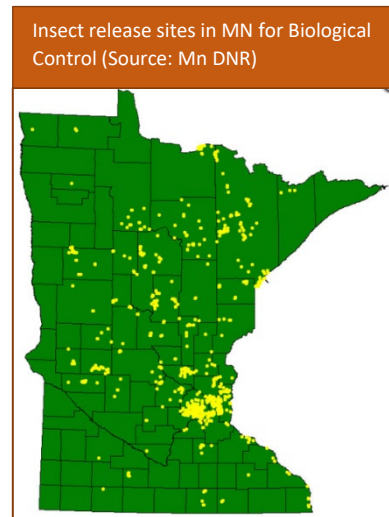 Insect release sites in MN for Biological
Control (Source: Mn DNR)